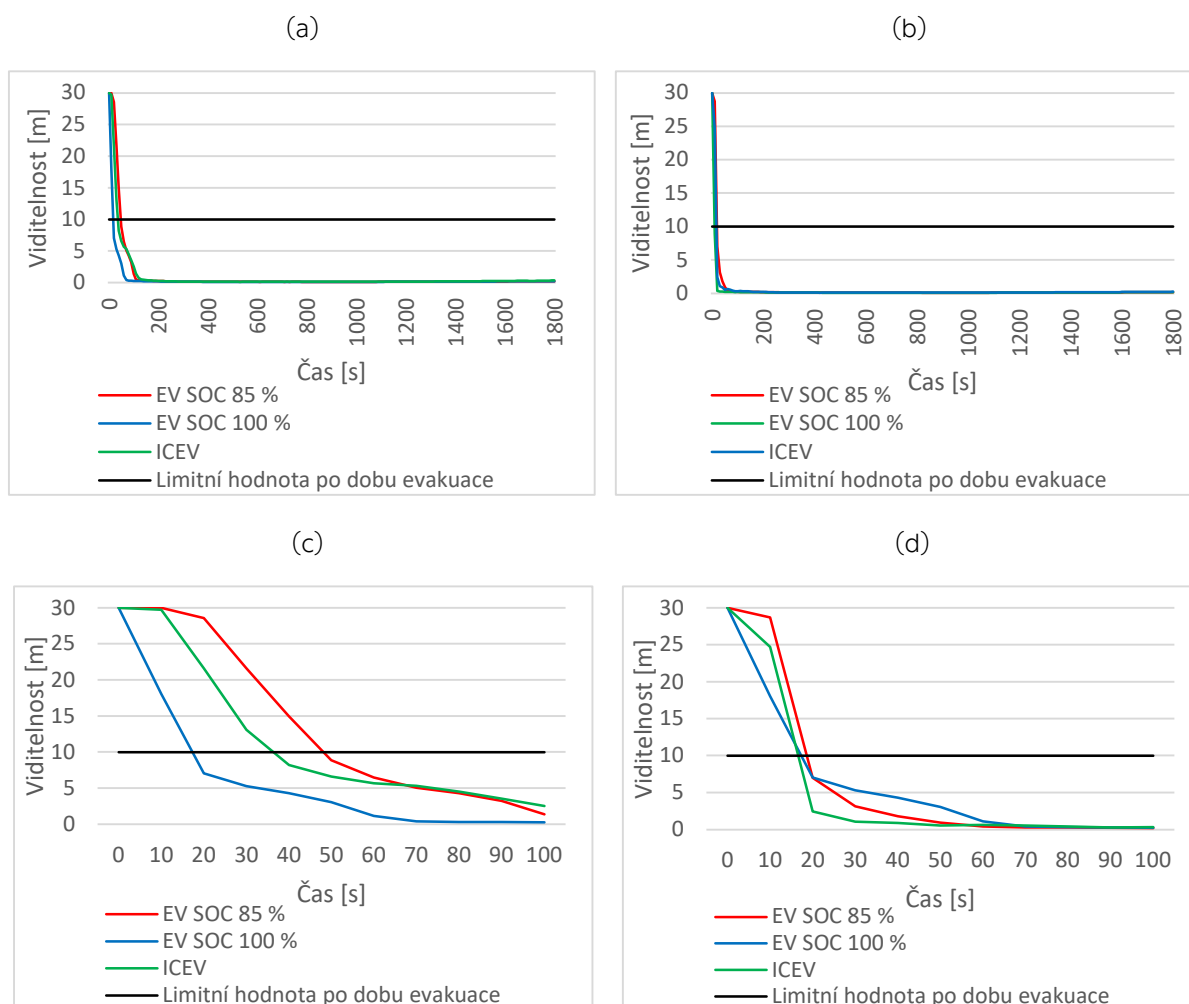 (a)
30
25
20
15
10
5
0
Viditelnost [m]
0 200 400 600 800 1000 1200 1400 1600 1800
Čas [s]
EV SOC 85 %
EV SOC 100 %
ICEV
Limitní hodnota po dobu evakuace
(b)
30
25
20
15
10
5
0
Viditelnost [m]
0 200 400 600 800 1000 1200 1400 1600 1800
Čas [s]
EV SOC 85 %
EV SOC 100 %
ICEV
Limitní hodnota po dobu evakuace
(c)
30
25
20
15
10
5
0
Viditelnost [m]
0 10 20 30 40 50 60 70 80 90 100
Čas [s]
EV SOC 85 %
EV SOC 100 %
ICEV
Limitní hodnota po dobu evakuace
(d)
30
25
20
15
10
5
0
Viditelnost [m]
0 10 20 30 40 50 60 70 80 90 100
Čas [s]
EV SOC 85 %
EV SOC 100 %
ICEV
Limitní hodnota po dobu evakuace